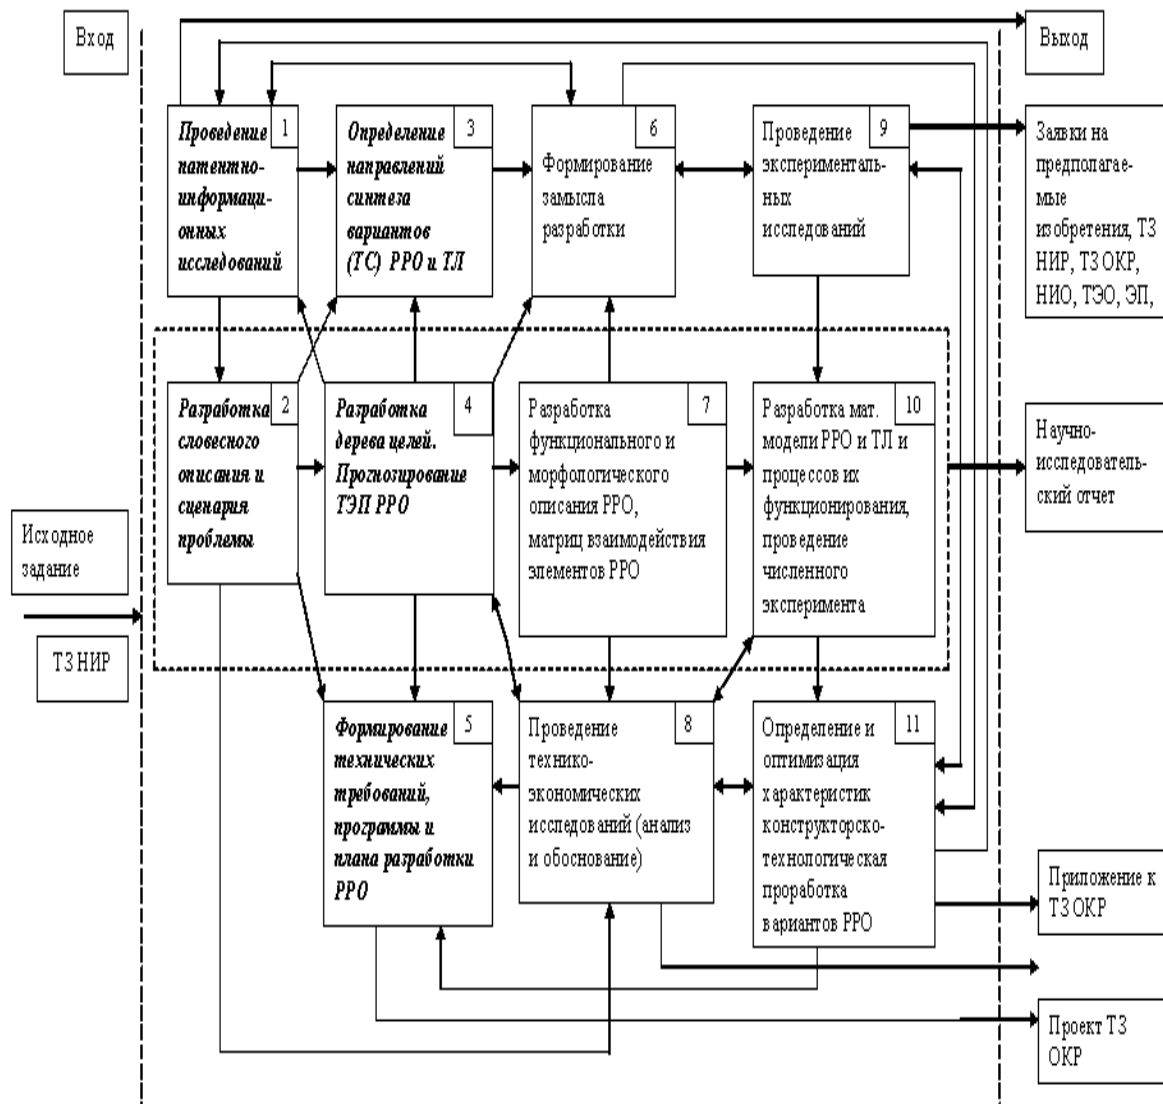 Вход
Выход
Проведение
патентно-
информаци-
онных
исследований
1
Определение
направлений
синтеза
вариантов
(ТС) РРО и ТЛ
3
Формирование
замысла
разработки
6
Проведение
эксперименталь-
ных
исследований
9
Заявки на
предполагае-
мые
изобретения, ТЗ
НИР, ТЗ ОКР,
НИО, ТЭО, ЭП,
Разработка
словесного
описания и
сценария
проблемы
2
Разработка
дерева целей.
Прогнозирование
ТЭП РРО
4
Разработка
функционального и
морфологического
описания РРО,
матриц взаимодействия
элементов РРО
7
Разработка мат.
модели РРО и ТЛ и
процессов их
функционирования,
проведение
численного
эксперимента
10
Научно-
исследователь-
ский отчет
Исходное
задание
ТЗ НИР
Формирование
технических
требований,
программы и
плана разработки
РРО
5
Проведение
технико-
экономических
исследований (анализ
и обоснование)
8
Определение и
оптимизация
характеристик
конструкторско-
технологическая
проработка
вариантов РРО
11
Приложение к
ТЗ ОКР
Проект ТЗ
ОКР